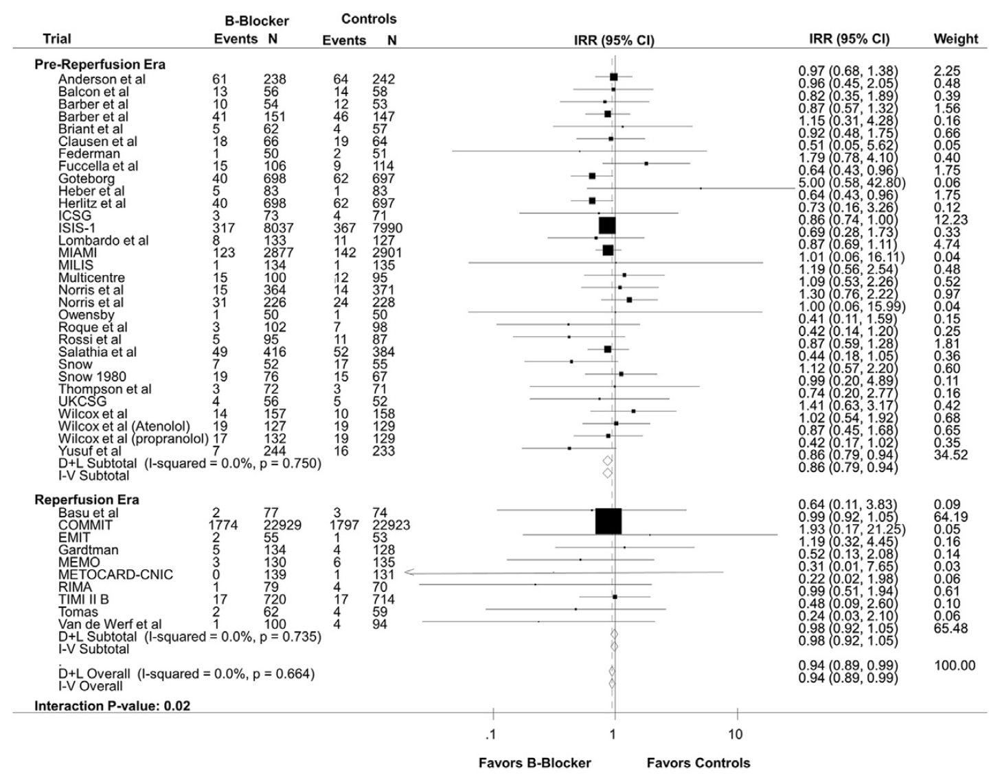 B-Blocker Controls
Trial Events N Events N IRR (95% CI) IRR (95% CI) Weight
Pre-Reperfusion Era
Anderson et al 61 238 64 242 0.97 (0.68, 1.38) 2.25
Balcon et al 13 56 14 58 0.96 (0.45, 2.05) 0.48
Barber et al 10 54 12 53 0.82 (0.35, 1.89) 0.39
Barber et al 41 151 46 147 0.87 (0.57, 1.32) 1.56
Briant et al 5 62 4 57 1.15 (0.31, 4.28) 0.16
Clausen et al 18 66 19 64 0.92 (0.48, 1.75) 0.66
Federman 1 50 2 51 0.51 (0.05, 5.62) 0.05
Fuccella et al 15 106 9 114 1.79 (0.78, 4.10) 0.40
Goteborg 40 698 62 697 0.64 (0.43, 0.96) 1.75
Heber et al 5 83 1 83 5.00 (0.58, 42.80) 0.06
Herlitz et al 40 698 62 697 0.64 (0.43, 0.96) 1.75
ICSG 3 73 4 71 0.73 (0.16, 3.26) 0.12
ISIS-1 317 8037 367 7990 0.86 (0.74, 1.00) 12.23
Lombardo et al 8 133 11 127 0.69 (0.28, 1.73) 0.33
MIAMI 123 2877 142 2901 0.87 (0.69, 1.11) 4.74
MILIS 1 134 1 135 1.01 (0.06, 16.11) 0.04
Multicentre 15 100 12 95 1.19 (0.56, 2.54) 0.48
Norris et al 15 364 14 371 1.09 (0.53, 2.26) 0.52
Norris et al 31 226 24 228 1.30 (0.76, 2.22) 0.97
Owensby 1 50 1 50 1.00 (0.06, 15.99) 0.04
Roque et al 3 102 7 98 0.41 (0.11, 1.59) 0.15
Rossi et al 5 95 11 87 0.42 (0.14, 1.20) 0.25
Salathia et al 49 416 52 384 0.87 (0.59, 1.28) 1.81
Snow 7 52 17 55 0.44 (0.18, 1.05) 0.36
Snow 1980 19 76 15 67 1.12 (0.57, 2.20) 0.60
Thompson et al 3 72 3 71 0.99 (0.20, 4.89) 0.11
UKCSG 4 56 5 52 0.74 (0.20, 2.77) 0.16
Wilcox et al 14 157 10 158 1.41 (0.63, 3.17) 0.42
Wilcox et al (Atenolol) 19 127 19 129 1.02 (0.54, 1.92) 0.68
Wilcox et al (propranolol) 17 132 19 129 0.87 (0.45, 1.68) 0.65
Yusuf et al 7 244 16 233 0.42 (0.17, 1.02) 0.35
D+L Subtotal (I-squared = 0.0%, p = 0.750) 0.86 (0.79, 0.94) 34.52
I-V Subtotal 0.86 (0.79, 0.94)
Reperfusion Era
Basu et al 2 77 3 74 0.64 (0.11, 3.83) 0.09
COMMIT 1774 22929 1797 22923 0.99 (0.92, 1.05) 64.19
EMIT 2 55 1 53 1.93 (0.17, 21.25) 0.05
Gardtman 5 134 4 128 1.19 (0.32, 4.45) 0.16
MEMO 3 130 6 135 0.52 (0.13, 2.08) 0.14
METOCARD-CNIC 0 139 1 131 0.31 (0.01, 7.65) 0.03
RIMA 1 79 4 70 0.22 (0.02, 1.98) 0.06
TIMI II B 17 720 17 714 0.99 (0.51, 1.94) 0.61
Tomas 2 62 4 59 0.48 (0.09, 2.60) 0.10
Van de Werf et al 1 100 4 94 0.24 (0.03, 2.10) 0.06
D+L Subtotal (I-squared = 0.0%, p = 0.735) 0.98 (0.92, 1.05) 65.48
I-V Subtotal 0.98 (0.92, 1.05)
.
D+L Overall (I-squared = 0.0%, p = 0.664) 0.94 (0.89, 0.99) 100.00
I-V Overall 0.94 (0.89, 0.99)
Interaction P-value: 0.02
.1 1 10
Favors B-Blocker Favors Controls